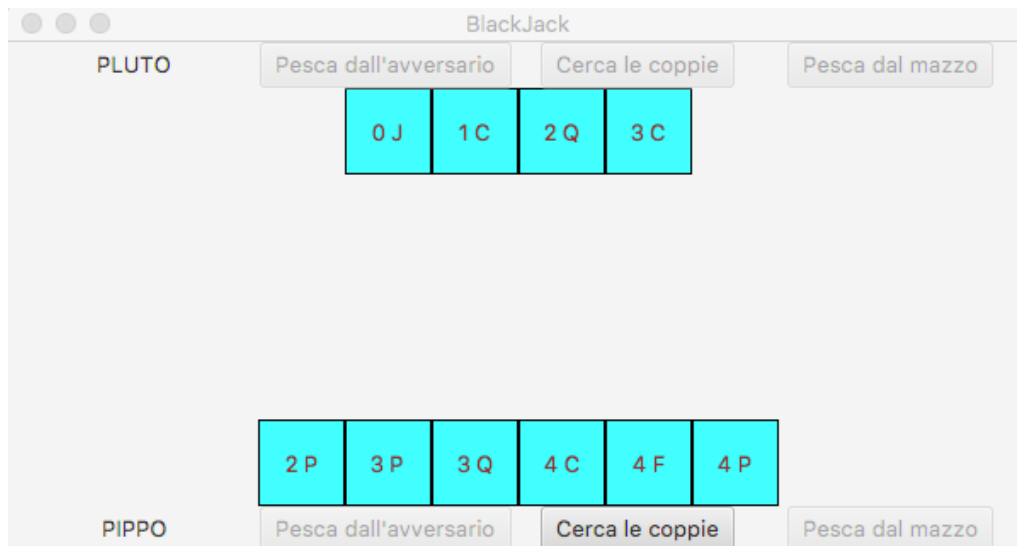 BlackJack
PLUTO Pesca dall'avversario Cerca le coppie Pesca dal mazzo
0 J 1 C 2 Q 3 C
2 P 3 P 3 Q 4 C 4 F 4 P
PIPPO Pesca dall'avversario Cerca le coppie Pesca dal mazzo